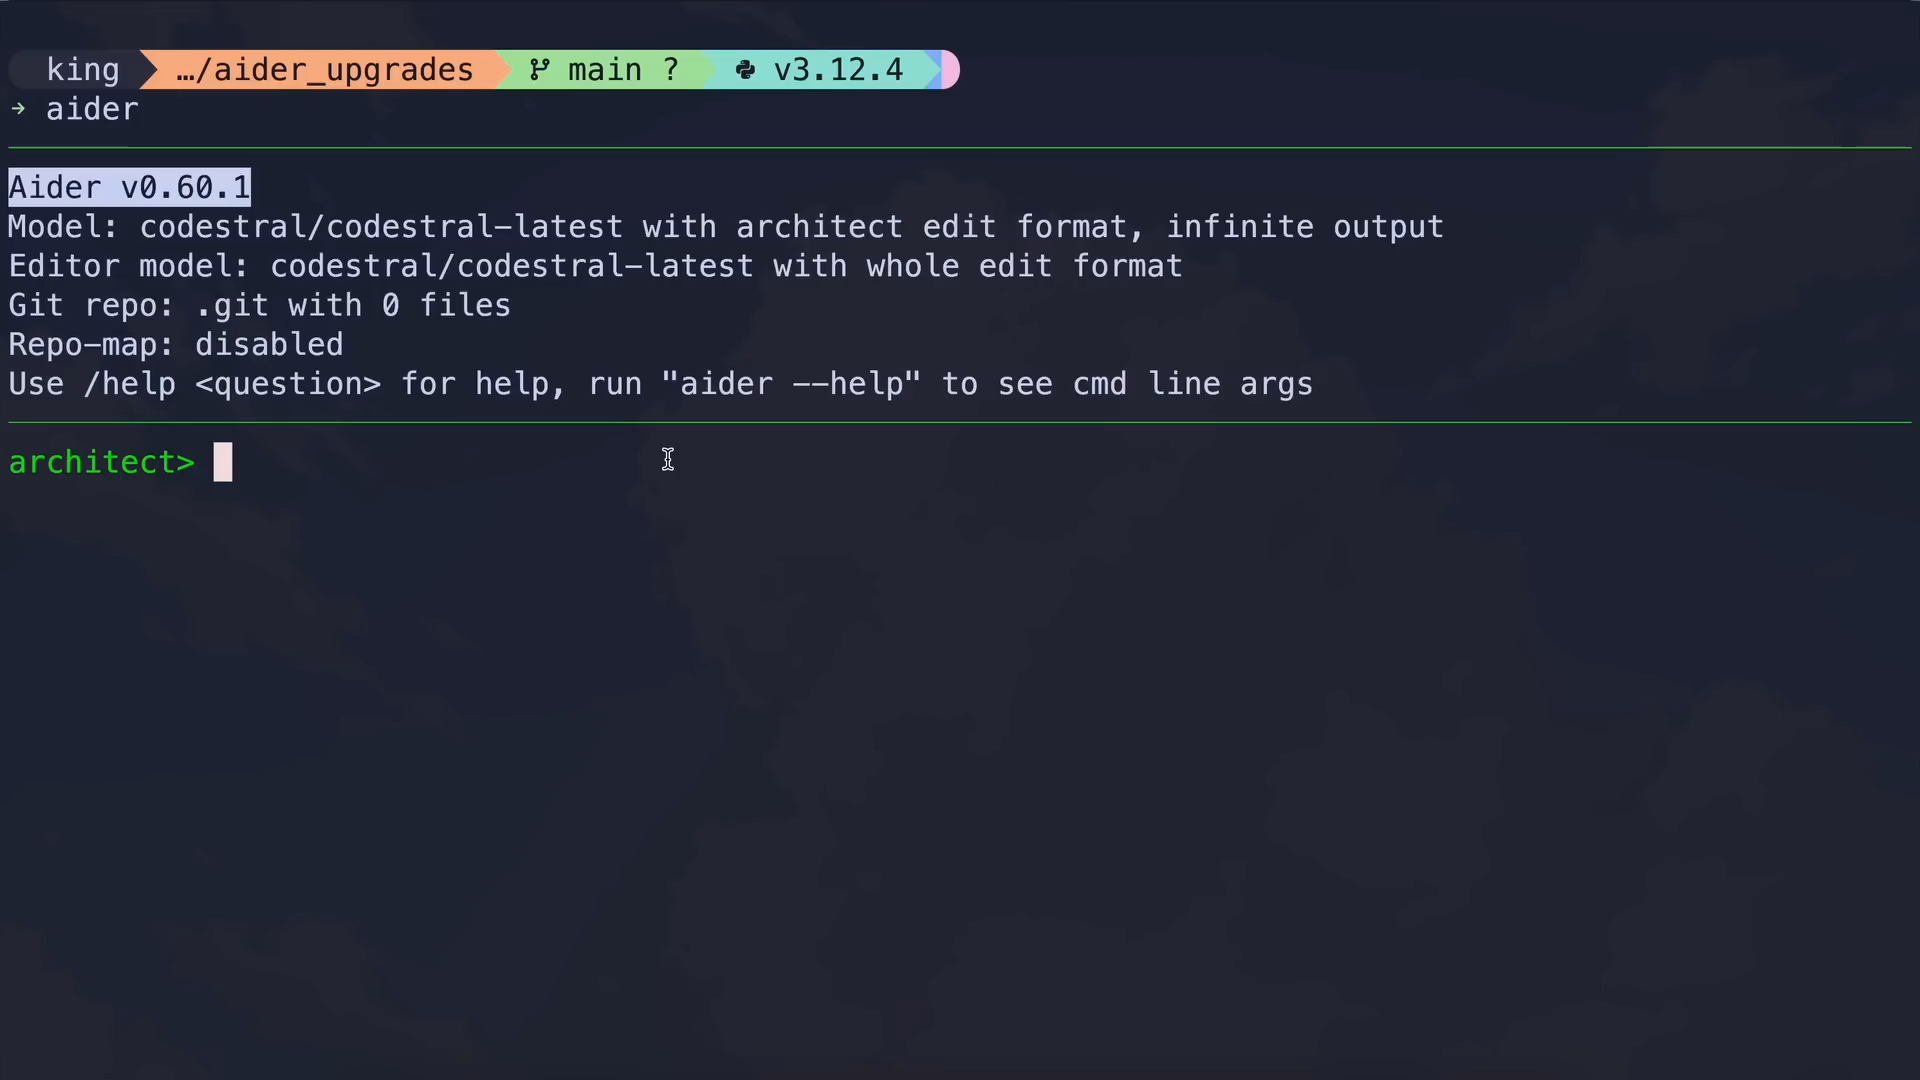 king …/aider_upgrades main ? v3.12.4
→ aider
Aider v0.60.1
Model: codestral/codestral-latest with architect edit format, infinite output
Editor model: codestral/codestral-latest with whole edit format
Git repo: .git with 0 files
Repo-map: disabled
Use /help <question> for help, run "aider --help" to see cmd line args
architect>